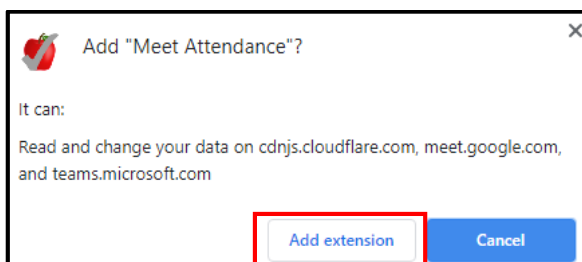 Add "Meet Attendance"?
It can:
Read and change your data on cdnjs.cloudflare.com, meet.google.com,
and teams.microsoft.com
Add extension
Cancel